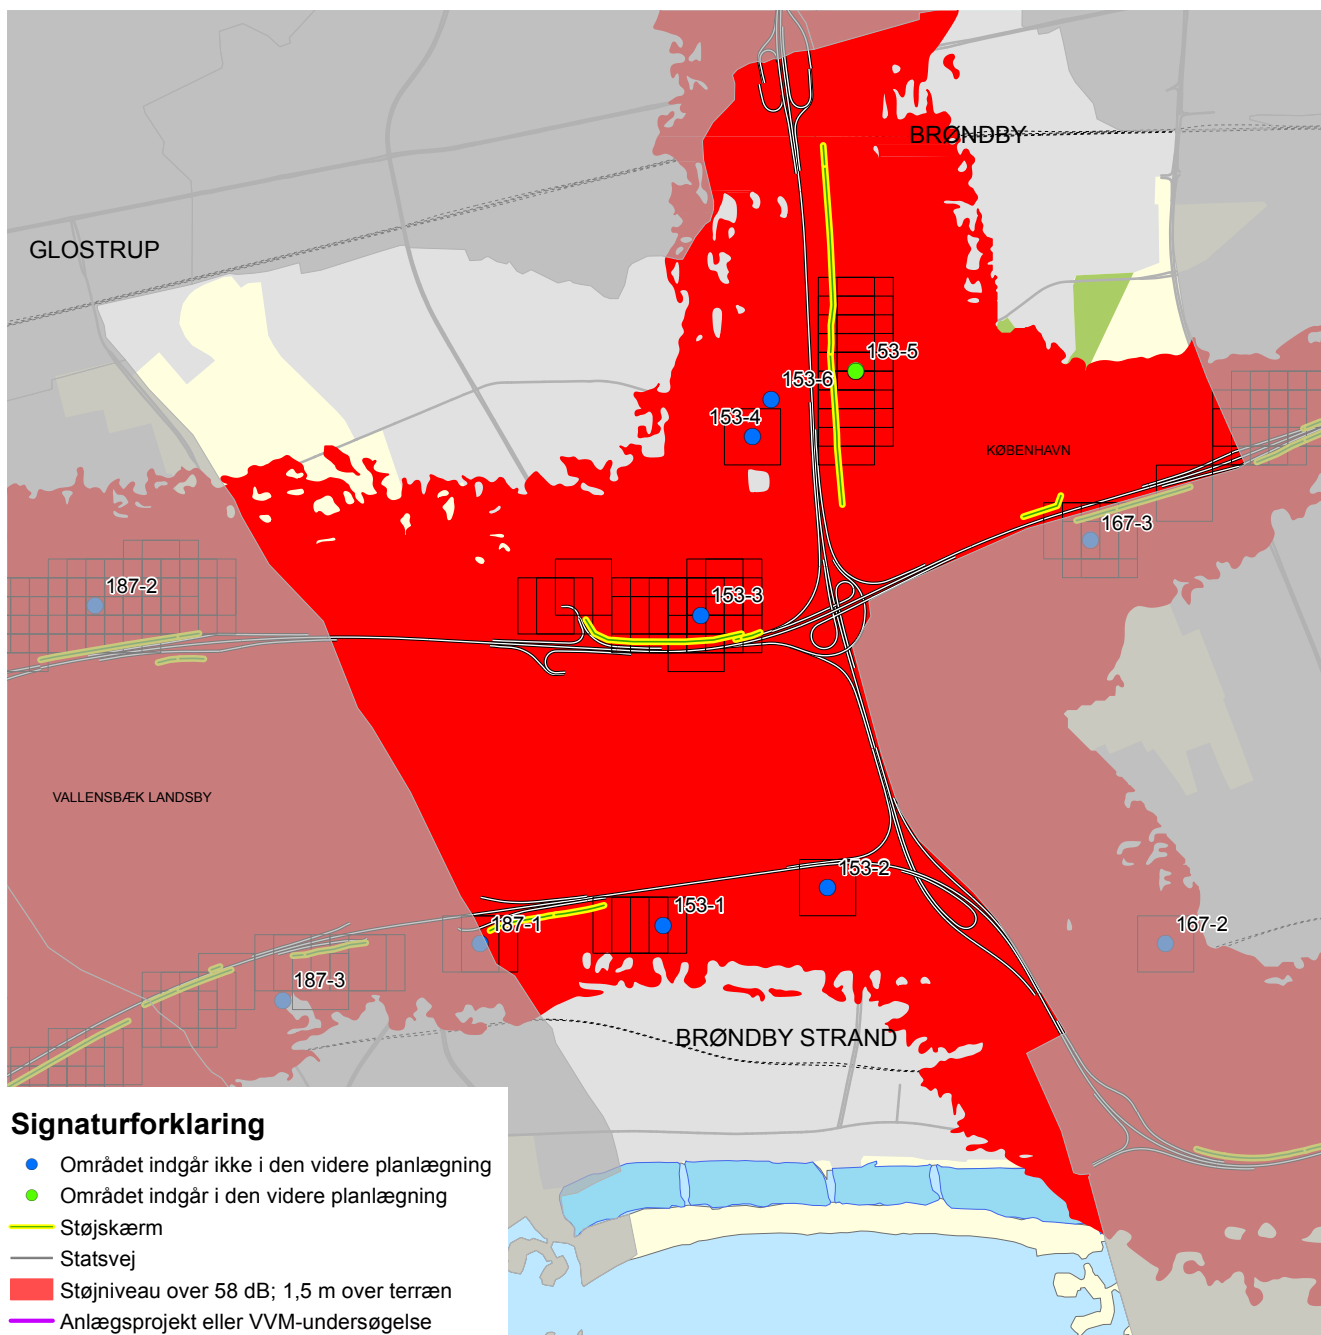 BRØNDBY
GLOSTRUP
153-5
153-6
153-4
KØBENHAVN
167-3
187-2
153-3
VALLENSBÆK LANDSBY
153-2
153-1
187-1
167-2
187-3
BRØNDBY STRAND
Signaturforklaring
Området indgår ikke i den videre planlægning
Området indgår i den videre planlægning
Støjskærm
Statsvej
Støjniveau over 58 dB; 1,5 m over terræn
Anlægsprojekt eller VVM-undersøgelse